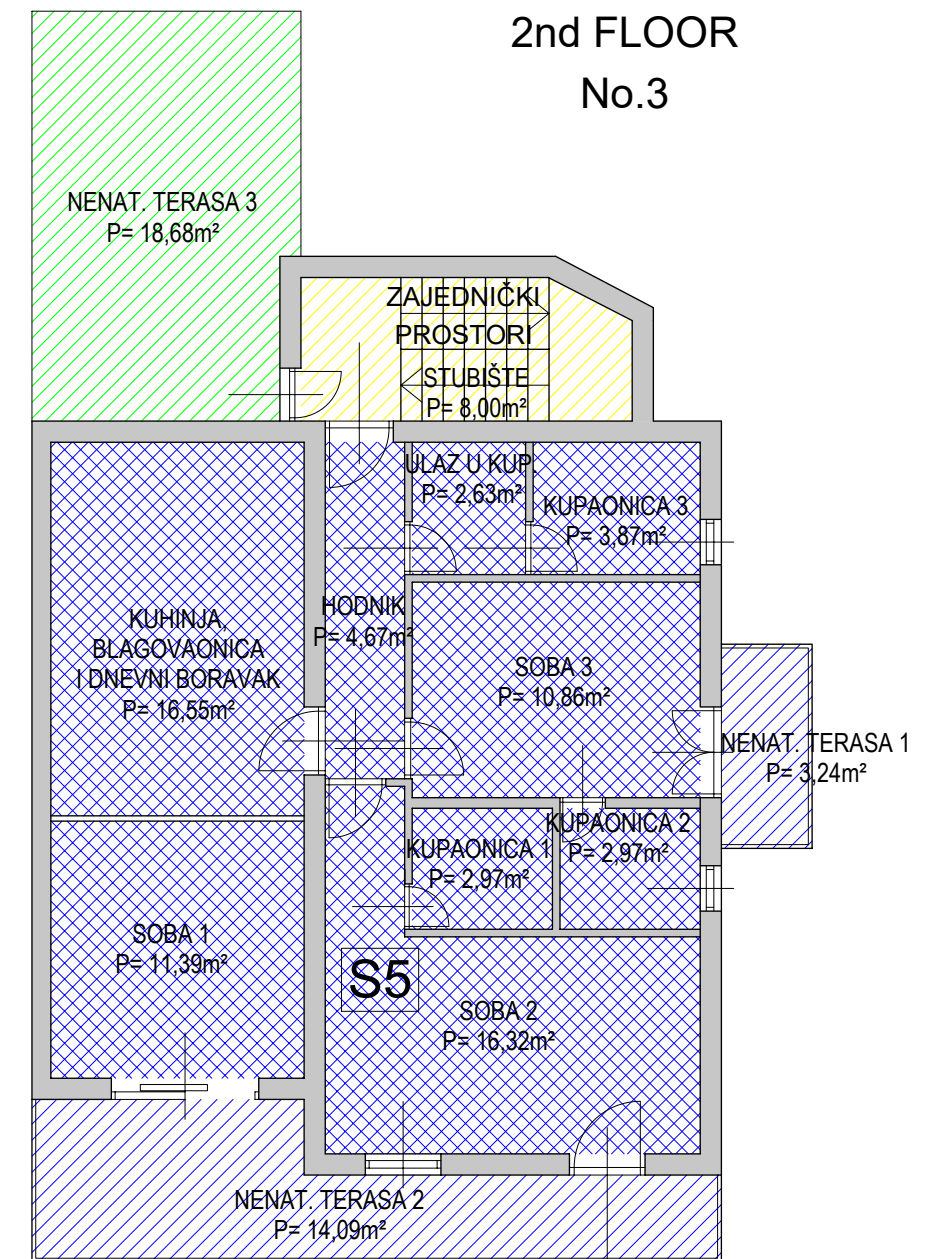 2nd FLOOR
No.3
NENAT. TERASA 3
P= 18,68m²
ZAJEDNIČKI
PROSTORI
STUBIŠTE
P= 8,00m²
ULAZ U KUP.
P= 2,63m²
KUPAONICA 3
P= 3,87m²
HODNIK
P= 4,67m²
KUHINJA,
BLAGOVAONICA
I DNEVNI BORAVAK
P= 16,55m²
SOBA 3
P= 10,86m²
NENAT. TERASA 1
P= 3,24m²
KUPAONICA 1
P= 2,97m²
KUPAONICA 2
P= 2,97m²
SOBA 1
P= 11,39m²
S5
SOBA 2
P= 16,32m²
NENAT. TERASA 2
P= 14,09m²